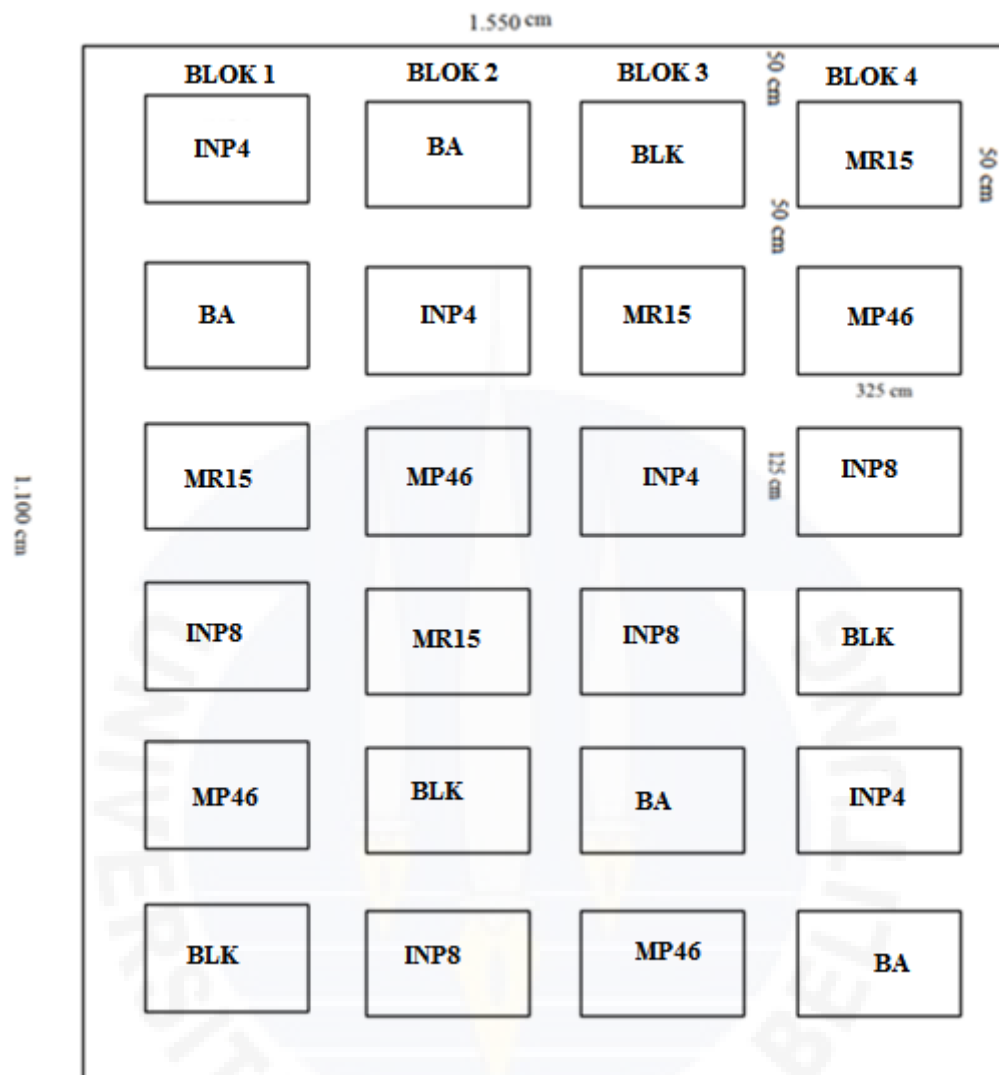 1.550 cm
BLOK 1 BLOK 2 BLOK 3 50 cm BLOK 4
INP4 BA BLK MR15 50 cm
50 cm
BA INP4 MR15 MP46
325 cm
MR15 MP46 INP4 125 cm INP8
1.100 cm
INP8 MR15 INP8 BLK
MP46 BLK BA INP4
BLK INP8 MP46 BA
UNIVERSIT
BELITUNG